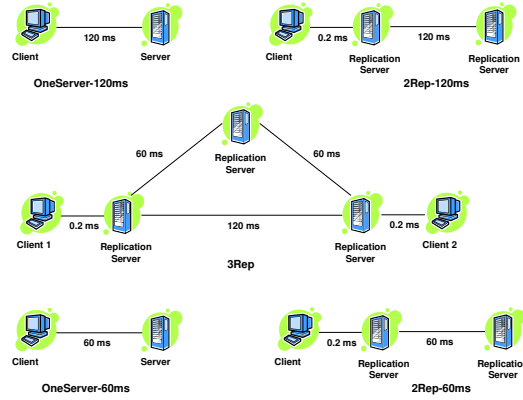 120 ms
Client
Server
OneServer-120ms
0.2 ms
120 ms
Client
Replication
Server
Replication
Server
2Rep-120ms
60 ms
60 ms
Replication
Server
Client 1
0.2 ms
Replication
Server
120 ms
Replication
Server
0.2 ms
Client 2
3Rep
60 ms
Client
Server
OneServer-60ms
0.2 ms
60 ms
Client
Replication
Server
Replicatio
Server
2Rep-60ms